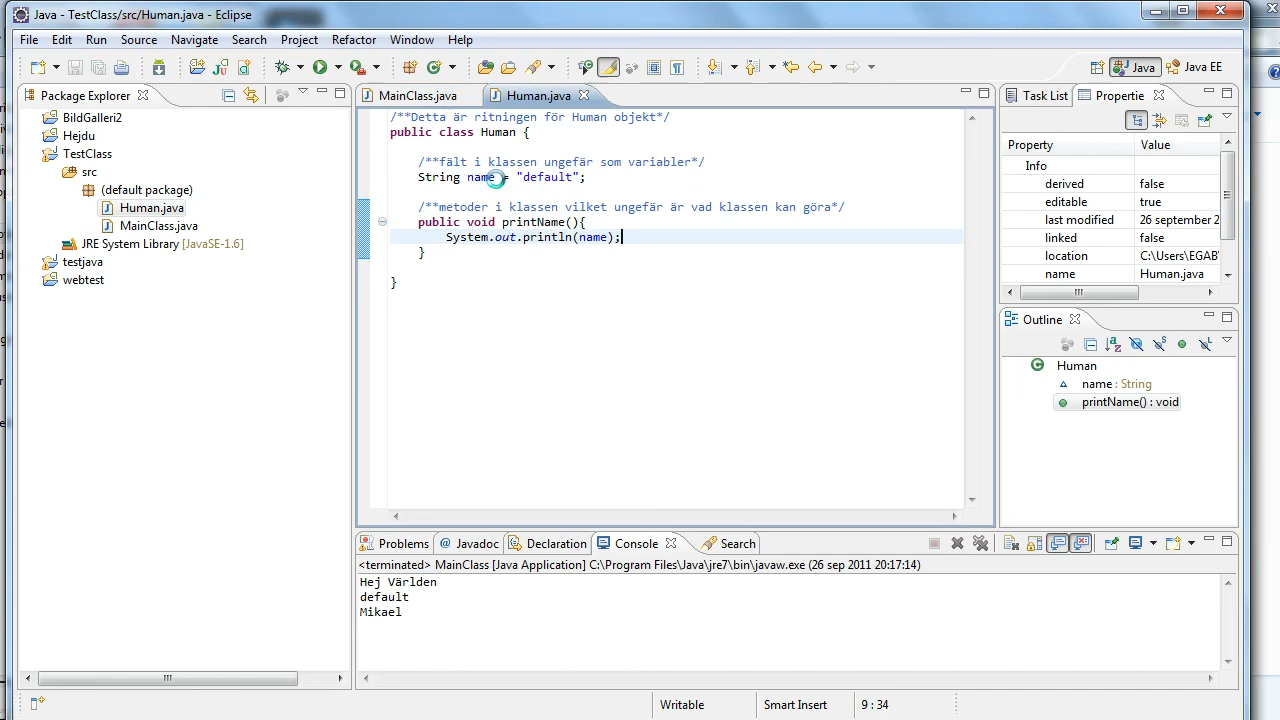 Java - TestClass/src/Human.java - Eclipse
File Edit Run Source Navigate Search Project Refactor Window Help
Java Java EE
Package Explorer
BildGalleri2
Hejdu
TestClass
src
(default package)
Human.java
MainClass.java
JRE System Library [JavaSE-1.6]
testjava
webtest
MainClass.java Human.java
/**Detta är ritningen för Human objekt*/
public class Human {
/**fält i klassen ungefär som variabler*/
String name = "default";
/**metoder i klassen vilket ungefär är vad klassen kan göra*/
public void printName(){
System.out.println(name);
}
}
Task List Propertie
Property Value
Info
derived false
editable true
last modified 26 september 2
linked false
location C:\Users\EGAB\
name Human.java
Outline
Human
name : String
printName() : void
Problems @ Javadoc Declaration Console Search
<terminated> MainClass [Java Application] C:\Program Files\Java\jre7\bin\javaw.exe (26 sep 2011 20:17:14)
Hej Världen
default
Mikael
Writable Smart Insert 9 : 34